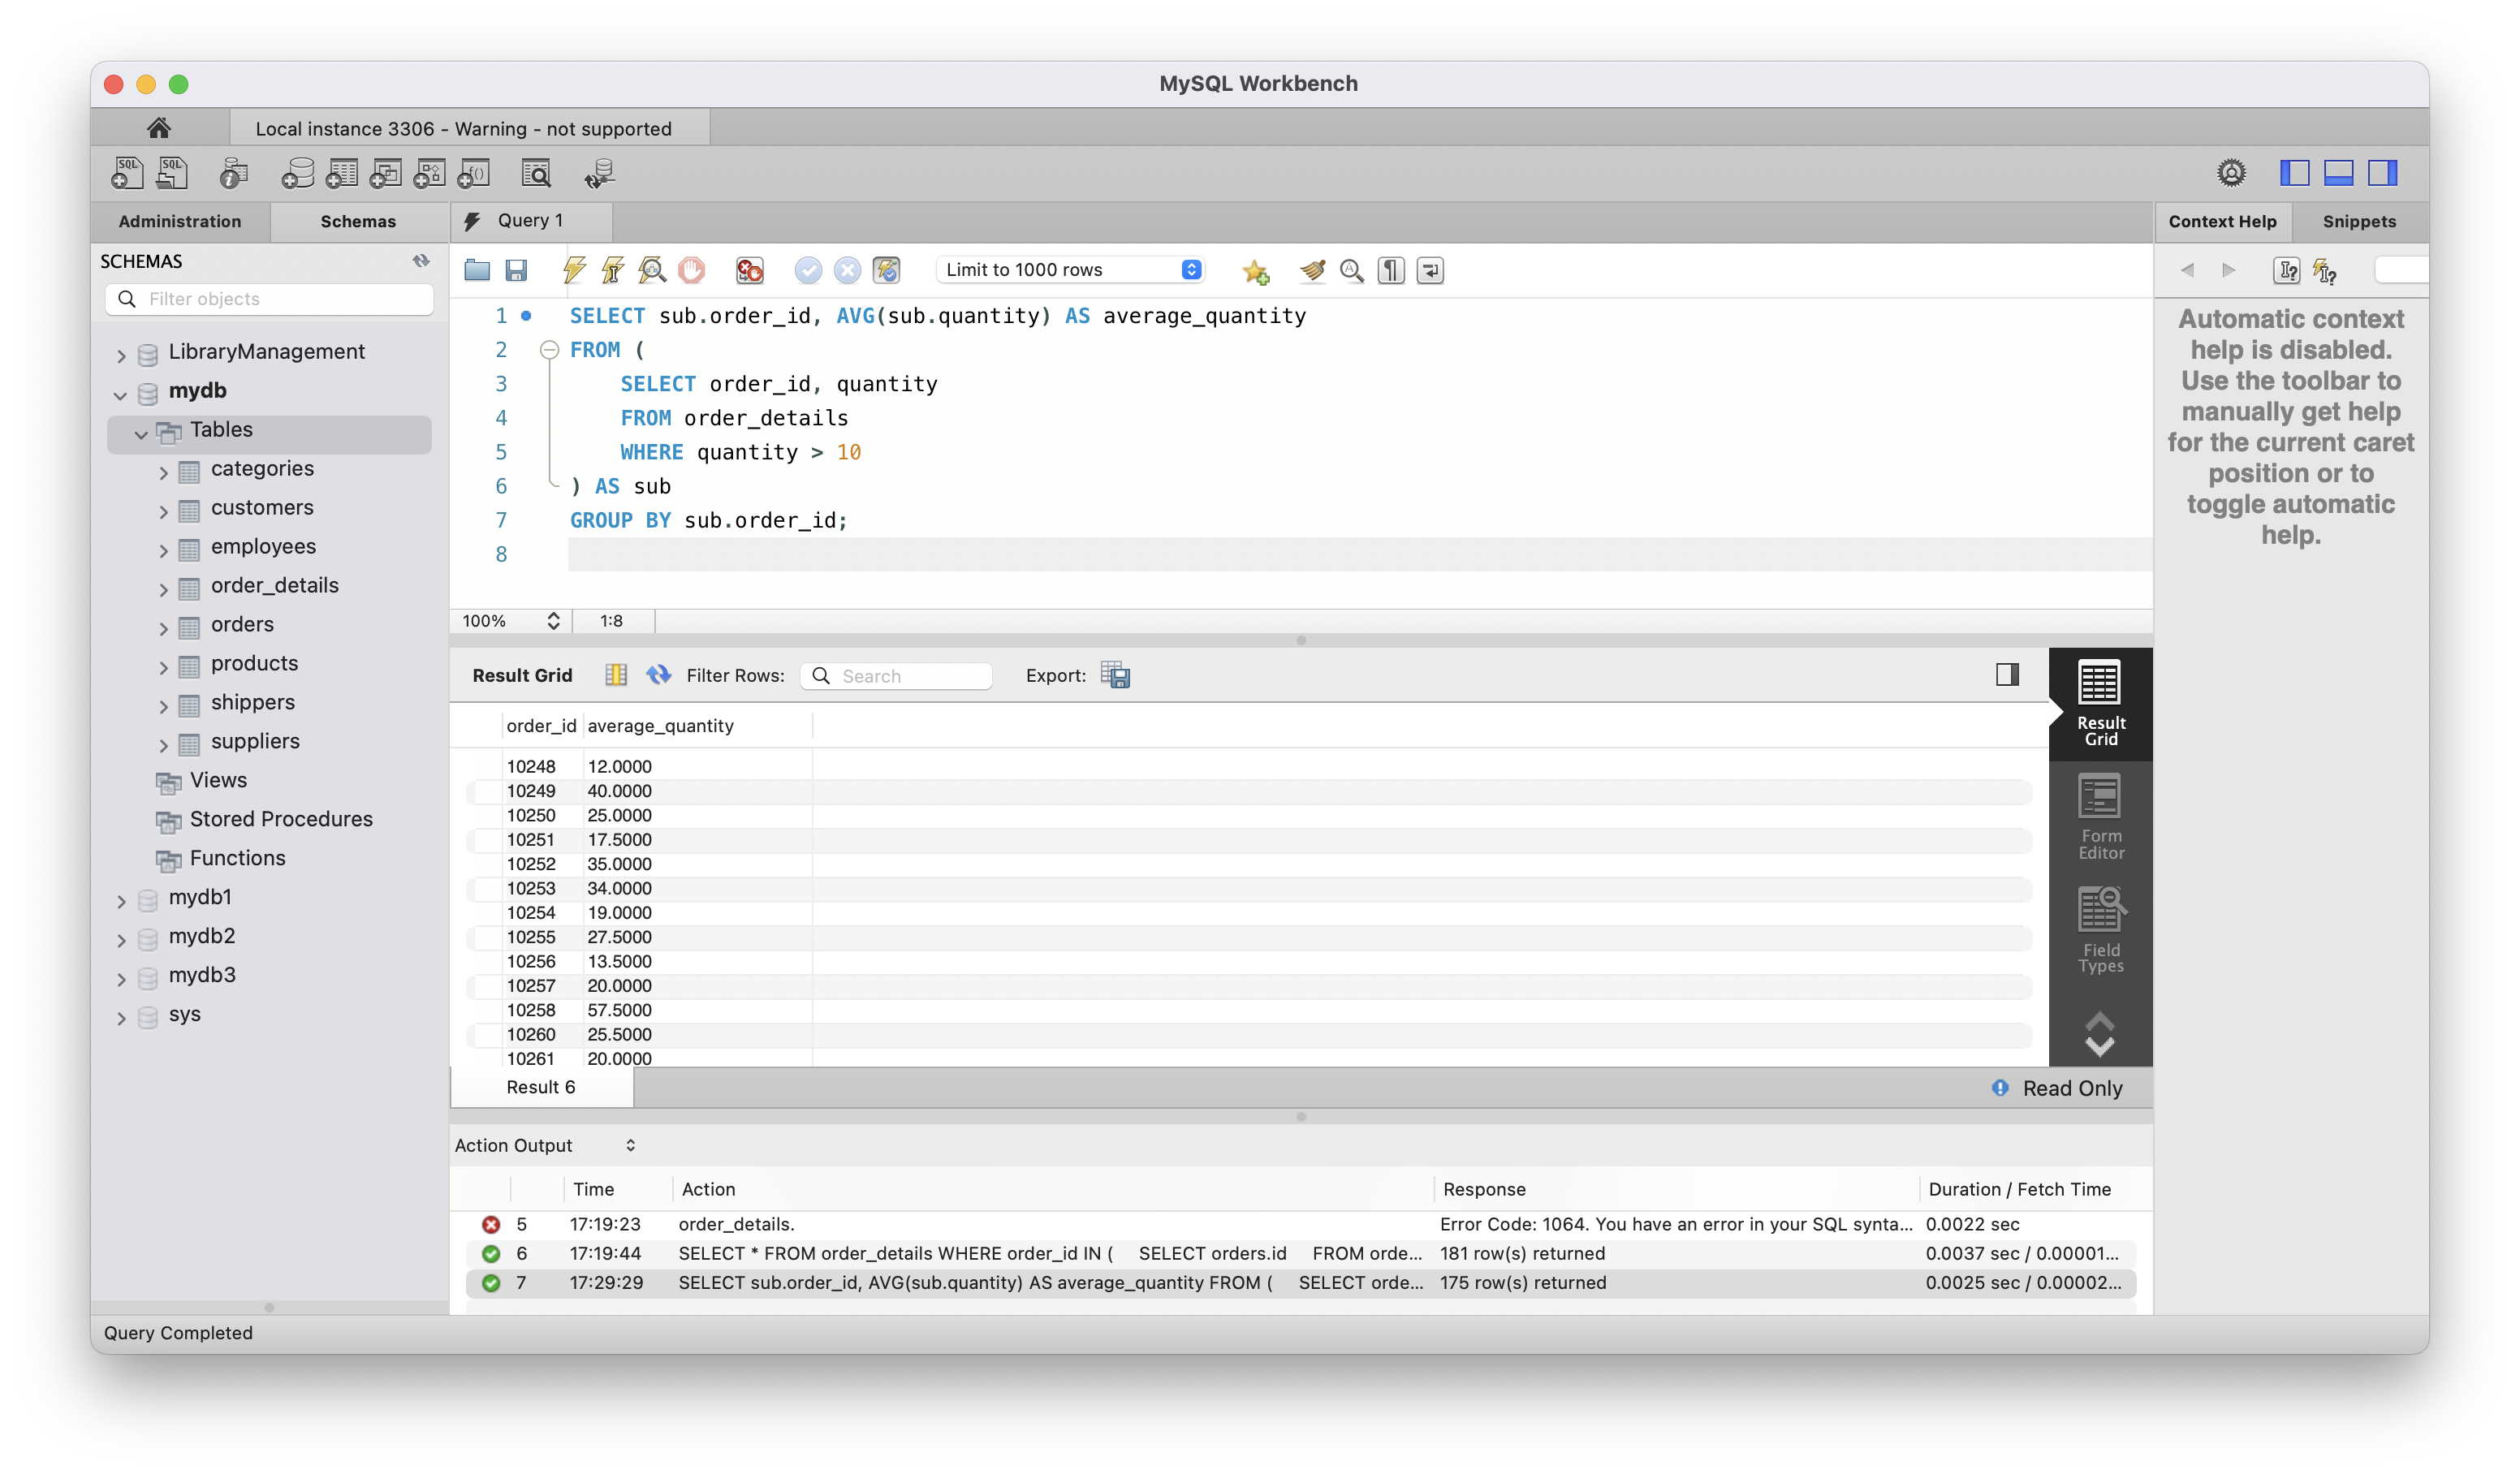 MySQL Workbench
Local instance 3306 - Warning - not supported
Administration
Schemas
Query 1
Context Help
Snippets
SCHEMAS
Filter objects
LibraryManagement
mydb
Tables
categories
customers
employees
order_details
orders
products
shippers
suppliers
Views
Stored Procedures
Functions
mydb1
mydb2
mydb3
sys
Limit to 1000 rows
1 SELECT sub.order_id, AVG(sub.quantity) AS average_quantity
2 FROM (
3 SELECT order_id, quantity
4 FROM order_details
5 WHERE quantity > 10
6 ) AS sub
7 GROUP BY sub.order_id;
8
100% 1:8
Automatic context
help is disabled.
Use the toolbar to
manually get help
for the current caret
position or to
toggle automatic
help.
Result Grid Filter Rows: Search Export:
order_id average_quantity
10248 12.0000
10249 40.0000
10250 25.0000
10251 17.5000
10252 35.0000
10253 34.0000
10254 19.0000
10255 27.5000
10256 13.5000
10257 20.0000
10258 57.5000
10260 25.5000
10261 20.0000
Result
Grid
Form
Editor
Field
Types
Result 6
Read Only
Action Output
Time Action Response Duration / Fetch Time
5 17:19:23 order_details. Error Code: 1064. You have an error in your SQL synta... 0.0022 sec
6 17:19:44 SELECT * FROM order_details WHERE order_id IN ( SELECT orders.id FROM orde... 181 row(s) returned 0.0037 sec / 0.00001...
7 17:29:29 SELECT sub.order_id, AVG(sub.quantity) AS average_quantity FROM ( SELECT orde... 175 row(s) returned 0.0025 sec / 0.00002...
Query Completed